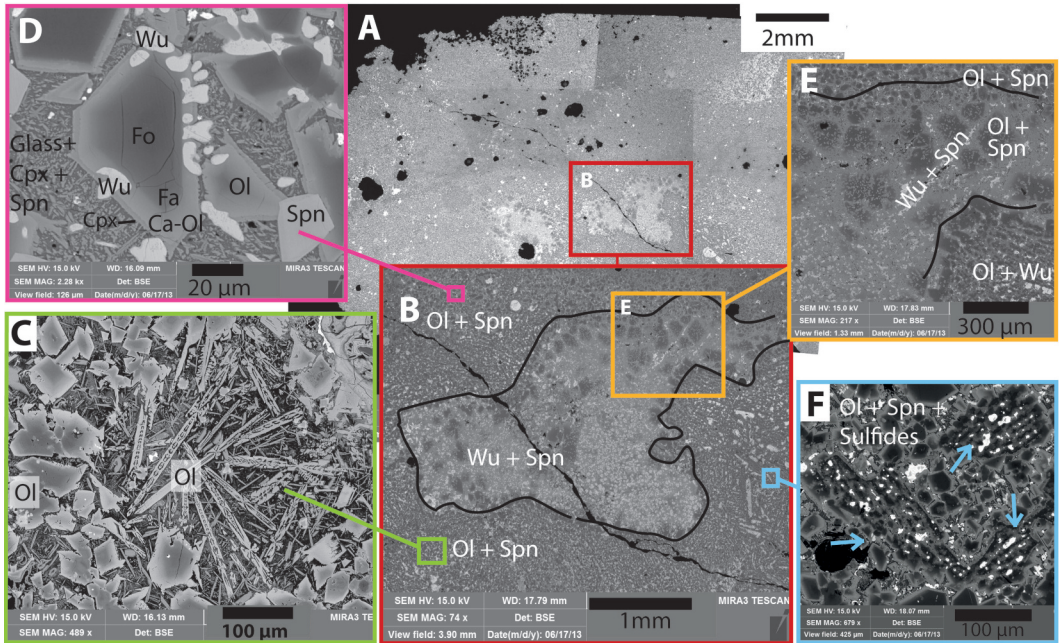 D
Wu
Fo
Glass+
Cpx +
Spn
Wu
Fa
Ol
Cpx
Ca-Ol
Spn
SEM HV: 15.0 kV WD: 16.09 mm MIRA3 TESCAN
SEM MAG: 2.28 kx Det: BSE 20 µm
View field: 126 µm Date(m/d/y): 06/17/13
A
2mm
B
E
Ol + Spn
Ol +
Spn
Wu + Spn
Ol + Wu
SEM HV: 15.0 kV WD: 17.83 mm
SEM MAG: 217 x Det: BSE 300 µm
View field: 1.33 mm Date(m/d/y): 06/17/13
C
Ol
Ol
SEM HV: 15.0 kV WD: 16.13 mm MIRA3 TES
SEM MAG: 489 x Det: BSE 100 µm
B
Ol + Spn
E
Wu + Spn
Ol + Spn
SEM HV: 15.0 kV WD: 17.79 mm MIRA3 TESCAN
SEM MAG: 74 x Det: BSE 1mm
View field: 3.90 mm Date(m/d/y): 06/17/13
F
Ol + Spn +
Sulfides
SEM HV: 15.0 kV WD: 18.07 mm
SEM MAG: 679 x Det: BSE 100 µm
View field: 425 µm Date(m/d/y): 06/17/13